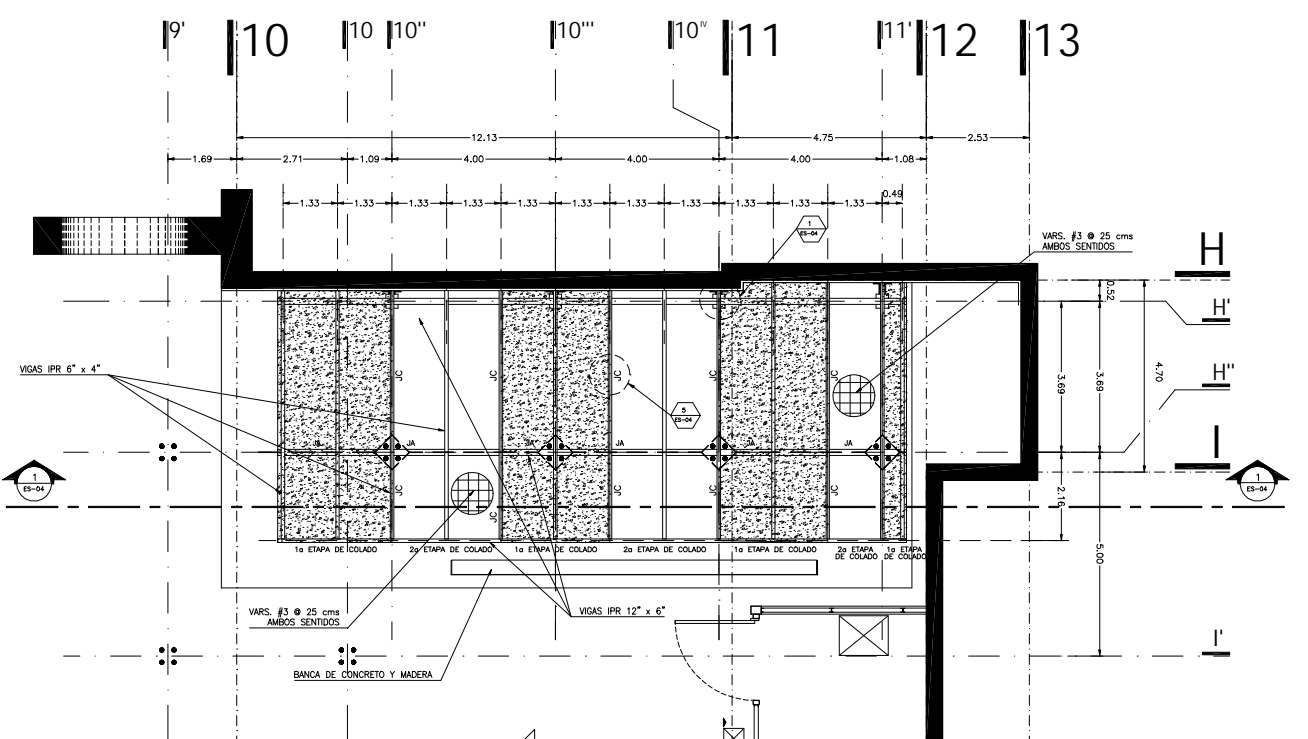 9'
10
10
10''
10'''
10IV
11
11'
12
13
12.13
4.75
2.53
1.69
2.71
1.09
4.00
4.00
4.00
1.08
1.33
1.33
1.33
1.33
1.33
1.33
1.33
1.33
1.33
1.33
1.33
0.49
1
ES-04
VARS. #3 @ 25 cms
AMBOS SENTIDOS
H
0.52
H'
VIGAS IPR 6" x 4"
JC
JC
JC
JC
3.69
3.69
4.70
H''
5
ES-04
JA
JA
JA
JA
JA
I
1
ES-04
JC
JC
JC
JC
2.16
1
ES-04
1a ETAPA DE COLADO
2a ETAPA DE COLADO
1a ETAPA DE COLADO
2a ETAPA DE COLADO
1a ETAPA DE COLADO
2a ETAPA
DE COLADO
1a ETAPA
DE COLADO
5.00
VARS. #3 @ 25 cms
AMBOS SENTIDOS
VIGAS IPR 12" x 6"
I'
BANCA DE CONCRETO Y MADERA